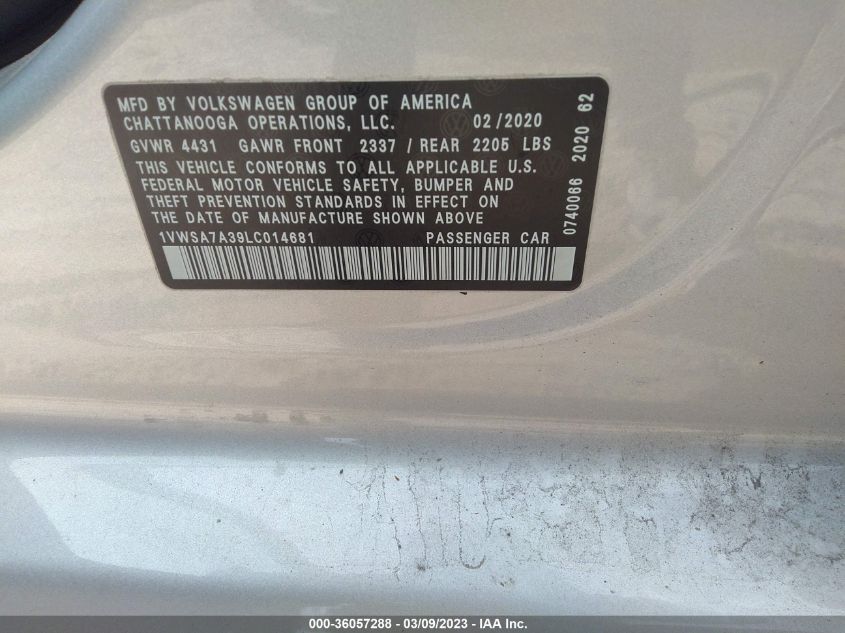 MFD BY VOLKSWAGEN GROUP OF AMERICA
CHATTANOOGA OPERATIONS, LLC. 02/2020
GVWR 4431 GAWR FRONT 2337 / REAR 2205 LBS
THIS VEHICLE CONFORMS TO ALL APPLICABLE U.S.
FEDERAL MOTOR VEHICLE SAFETY, BUMPER AND
THEFT PREVENTION STANDARDS IN EFFECT ON
THE DATE OF MANUFACTURE SHOWN ABOVE
1VWSA7A39LC014681 PASSENGER CAR
0740066 2020 62
000-36057288 - 03/09/2023 - IAA Inc.